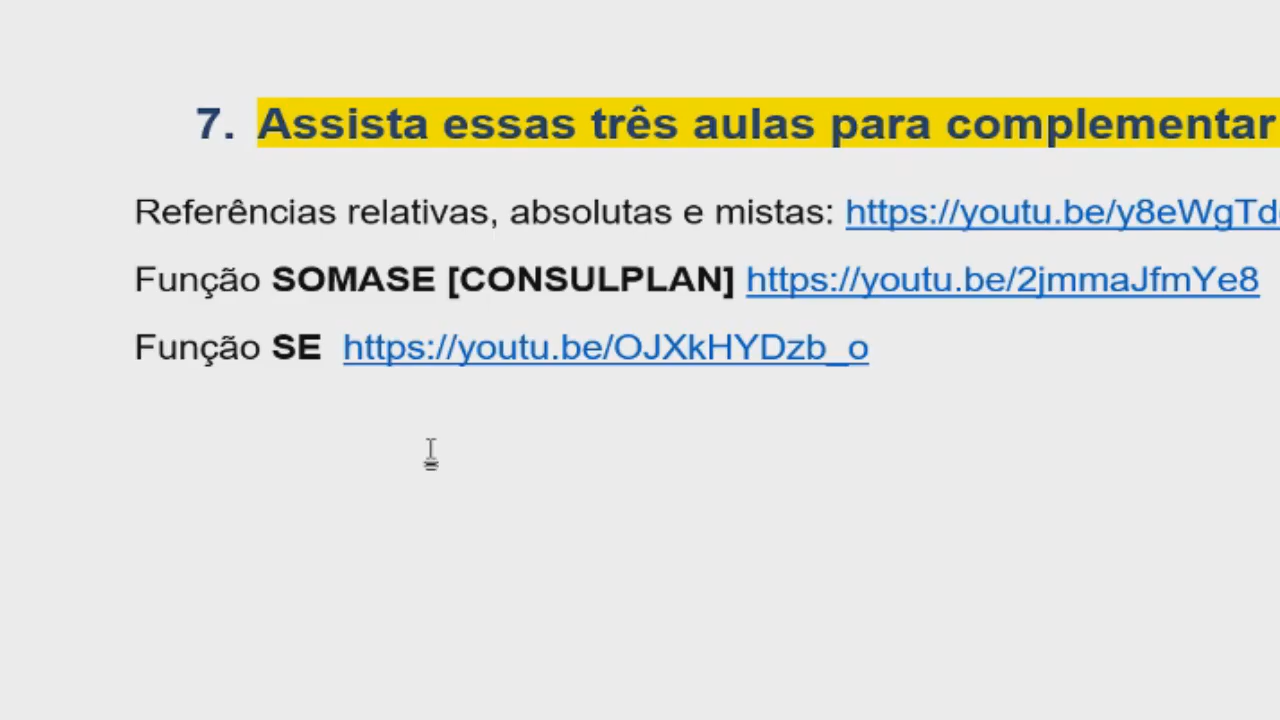 7. Assista essas três aulas para complementar
Referências relativas, absolutas e mistas: https://youtu.be/y8eWgTd
Função SOMASE [CONSULPLAN] https://youtu.be/2jmmaJfmYe8
Função SE https://youtu.be/OJXkHYDzb_o